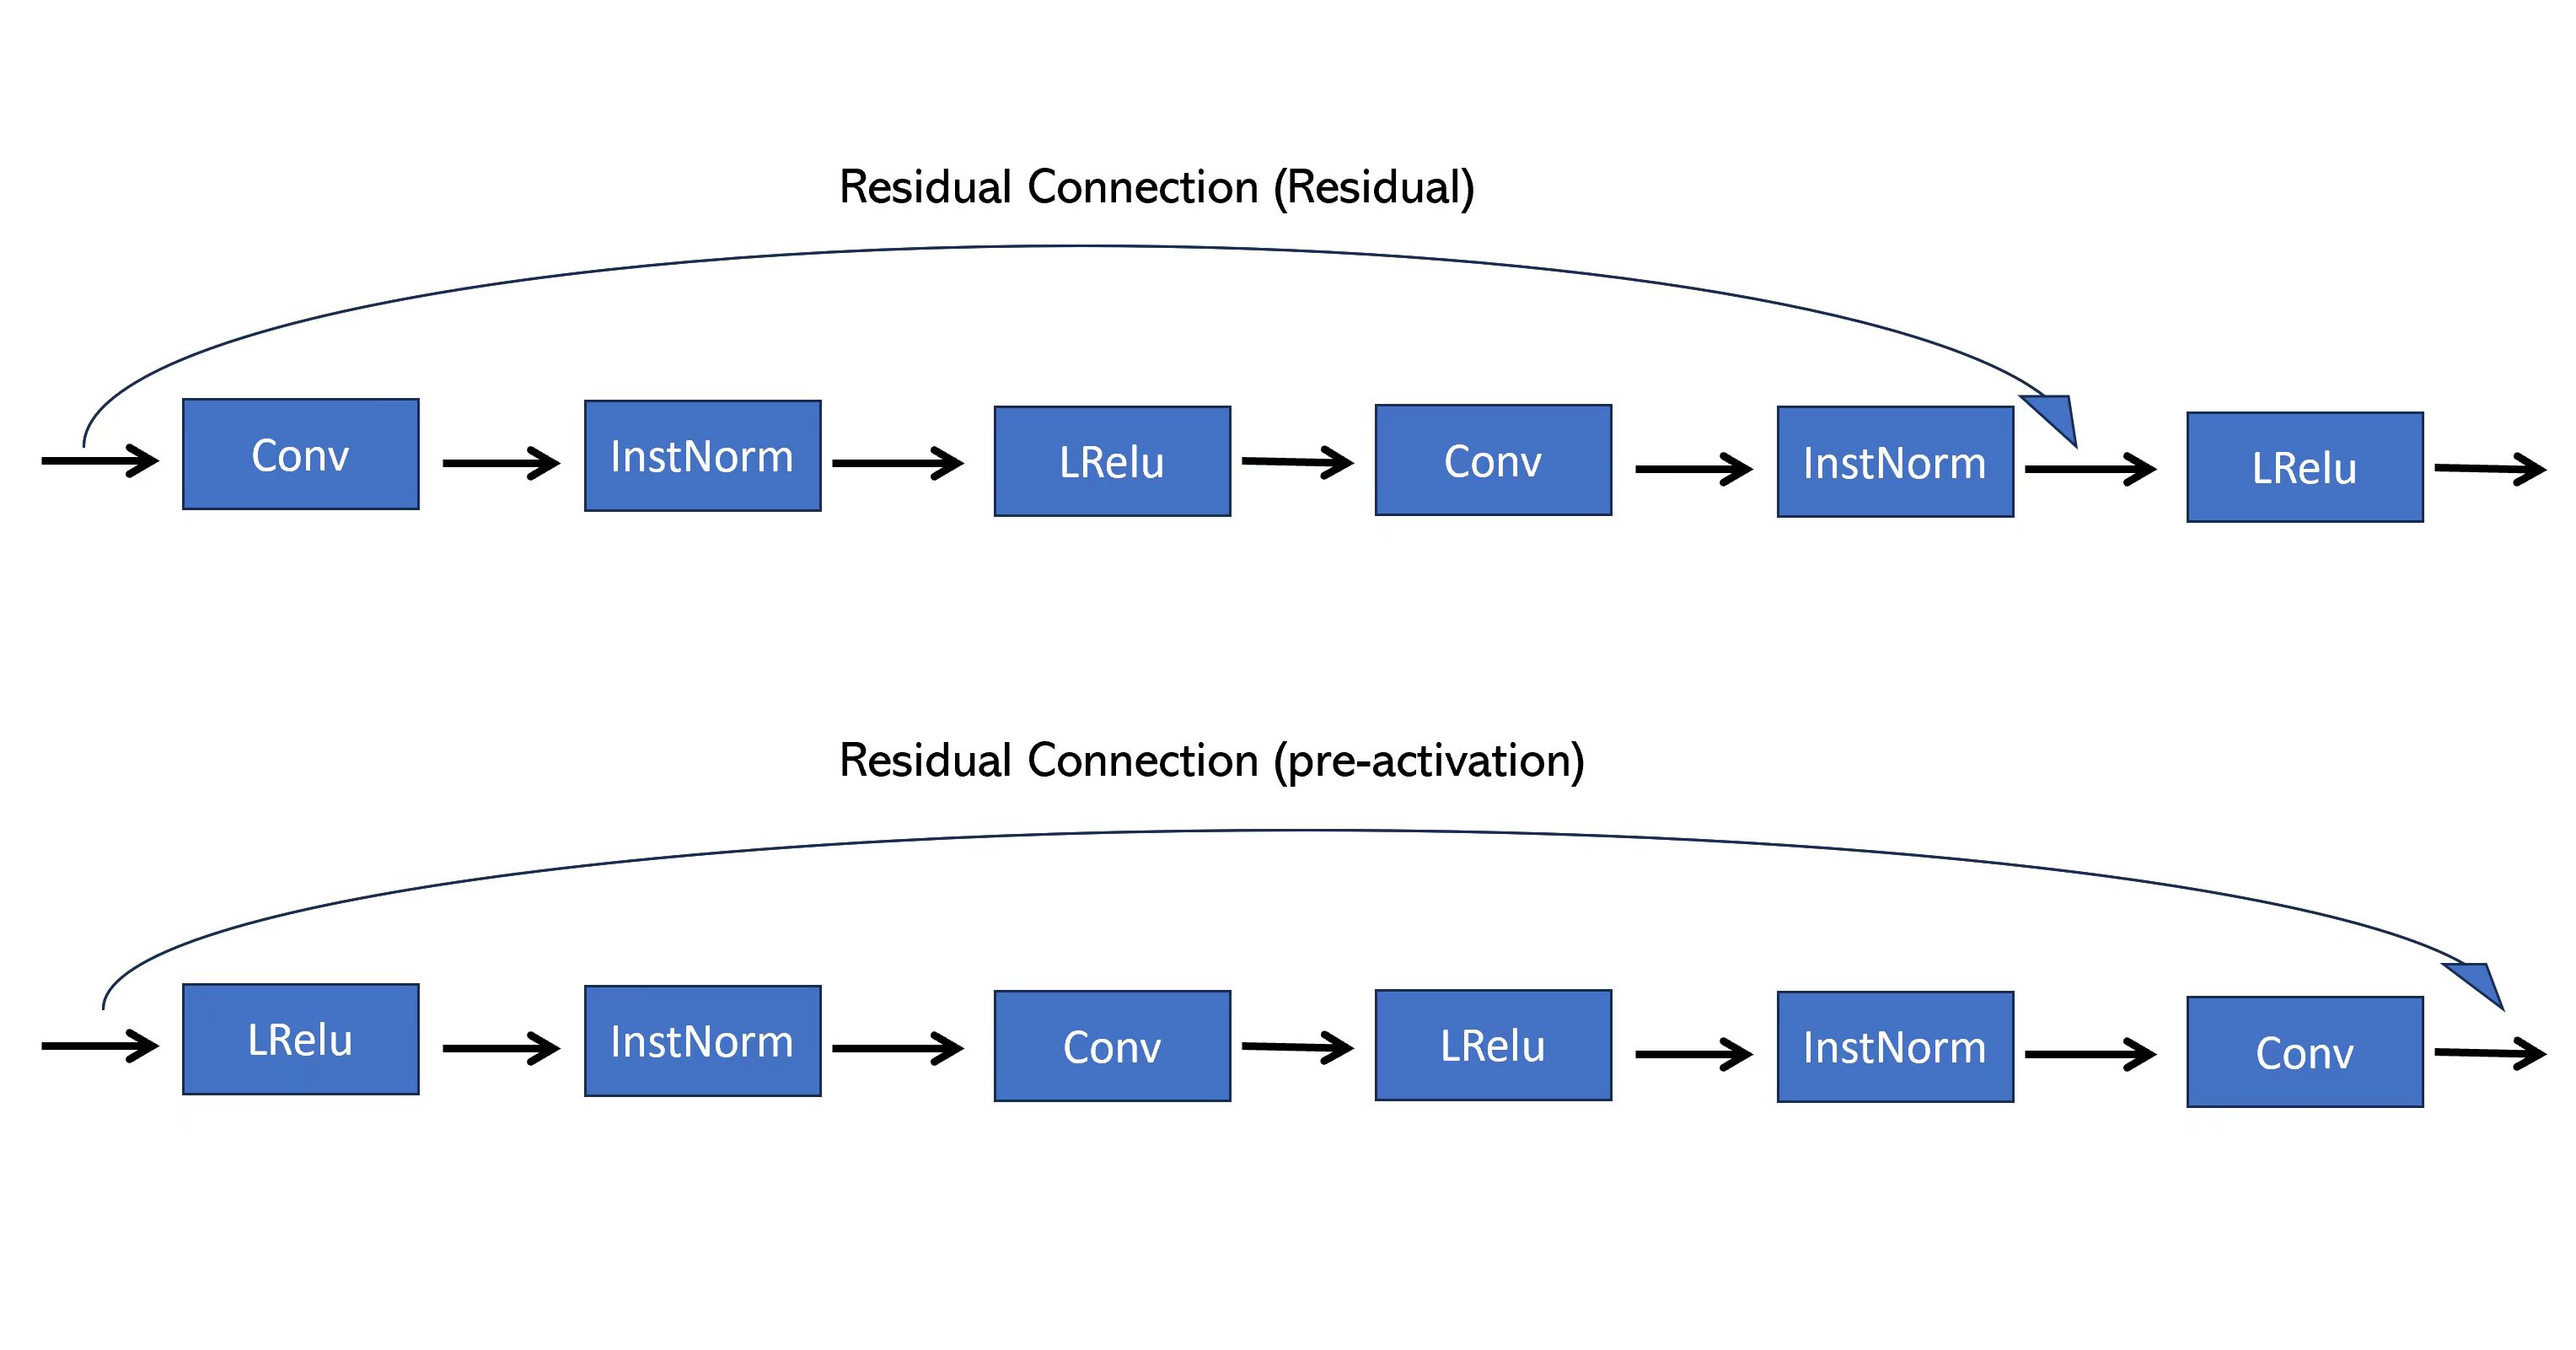 Residual Connection (Residual)
Conv
InstNorm
LRelu
Conv
InstNorm
LRelu
Residual Connection (pre-activation)
LRelu
InstNorm
Conv
LRelu
InstNorm
Conv